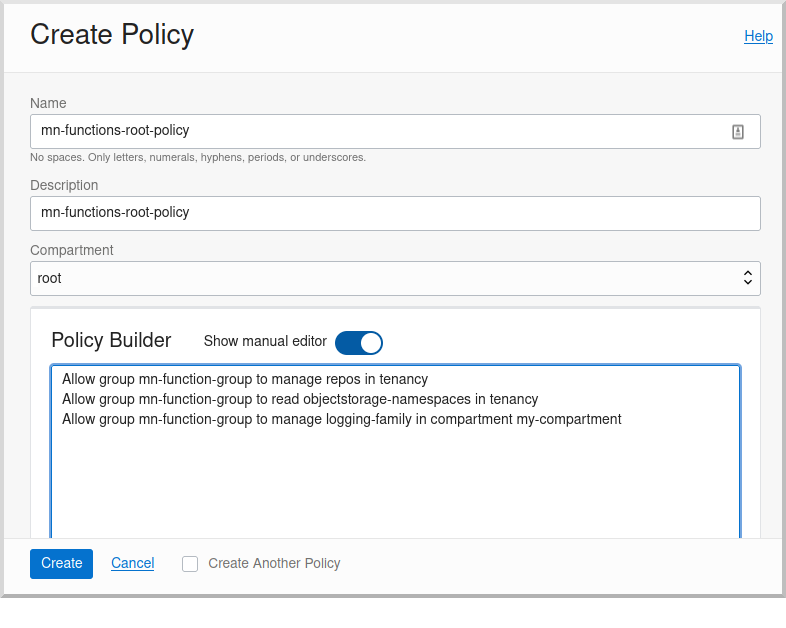 Create Policy
Help
Name
mn-functions-root-policy
No spaces. Only letters, numerals, hyphens, periods, or underscores.
Description
mn-functions-root-policy
Compartment
root
Policy Builder
Show manual editor
Allow group mn-function-group to manage repos in tenancy
Allow group mn-function-group to read objectstorage-namespaces in tenancy
Allow group mn-function-group to manage logging-family in compartment my-compartment
Create
Cancel
Create Another Policy